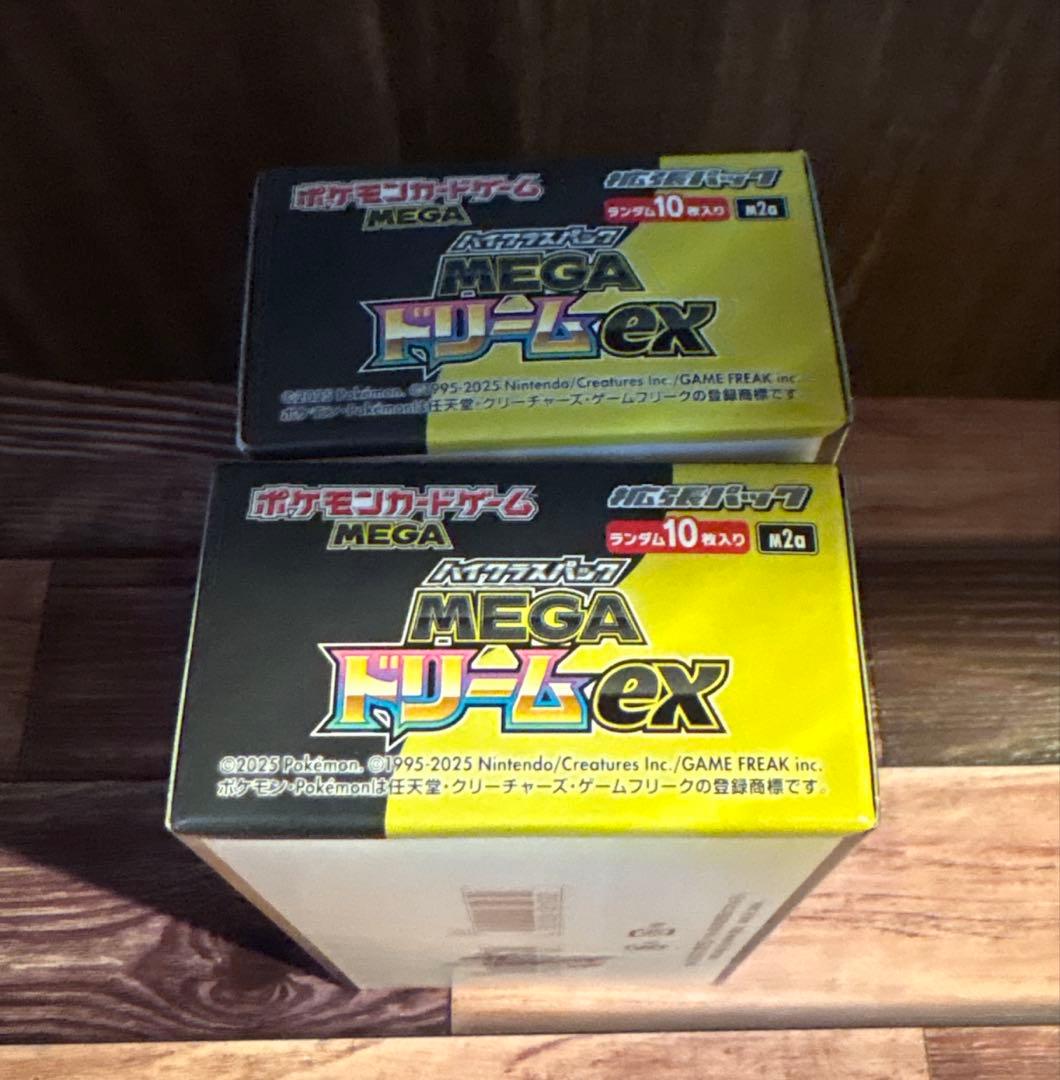 ポケモンカードゲーム
MEGA
拡張パック
ランダム10枚入り M2a
ハイクラスパック
MEGA
ドリームex
©2025 Pokémon. ©1995-2025 Nintendo/Creatures Inc./GAME FREAK inc.
ポケモン・Pokémonは任天堂・クリーチャーズ・ゲームフリークの登録商標です
ポケモンカードゲーム
MEGA
拡張パック
ランダム10枚入り M2a
ハイクラスパック
MEGA
ドリームex
©2025 Pokémon. ©1995-2025 Nintendo/Creatures Inc./GAME FREAK inc.
ポケモン・Pokémonは任天堂・クリーチャーズ・ゲームフリークの登録商標です。